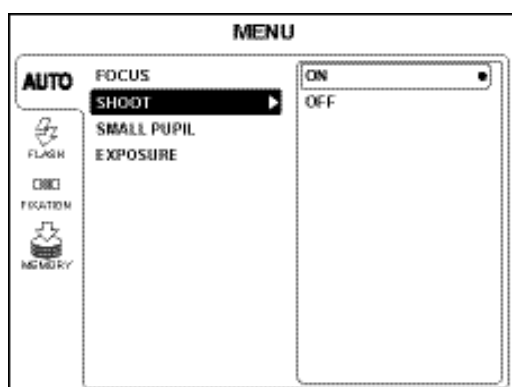 MENU
AUTO
FLASH
FIXATION
MEMORY
FOCUS
SHOOT
SMALL PUPIL
EXPOSURE
ON
OFF